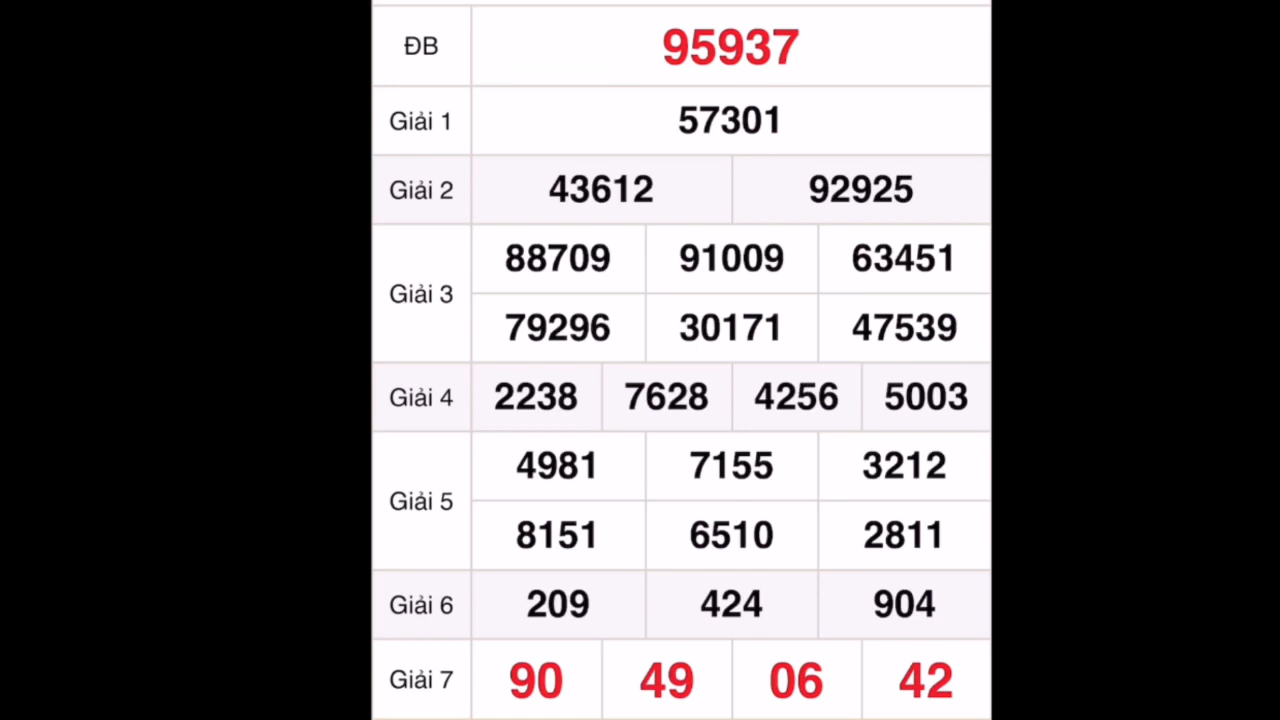 ĐB 95937
Giải 1 57301
Giải 2 43612 92925
Giải 3 88709 91009 63451
79296 30171 47539
Giải 4 2238 7628 4256 5003
Giải 5 4981 7155 3212
8151 6510 2811
Giải 6 209 424 904
Giải 7 90 49 06 42